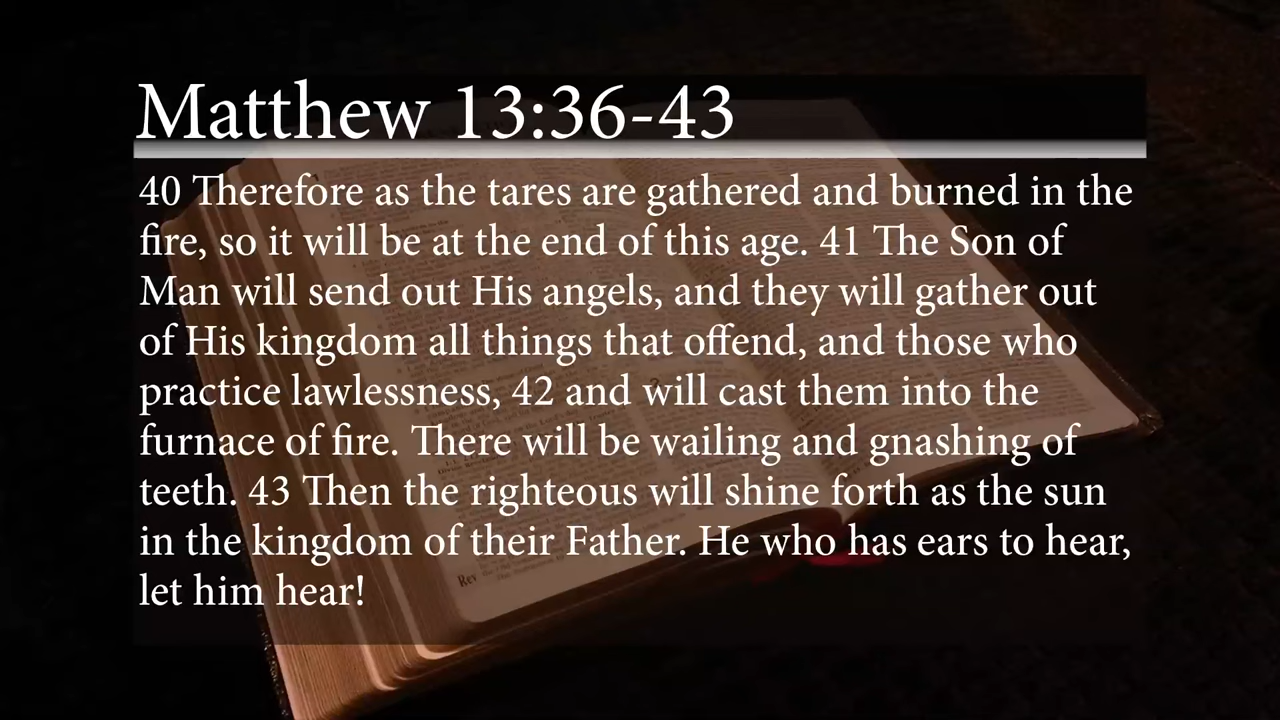 Matthew 13:36-43
40 Therefore as the tares are gathered and burned in the
fire, so it will be at the end of this age. 41 The Son of
Man will send out His angels, and they will gather out
of His kingdom all things that offend, and those who
practice lawlessness, 42 and will cast them into the
furnace of fire. There will be wailing and gnashing of
teeth. 43 Then the righteous will shine forth as the sun
in the kingdom of their Father. He who has ears to hear,
let him hear!
Rev